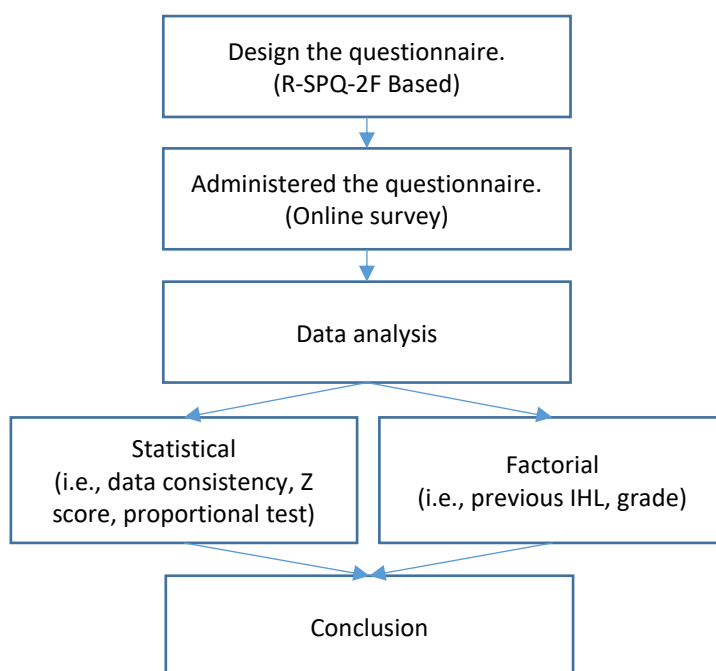 Design the questionnaire.
(R-SPQ-2F Based)
Administered the questionnaire.
(Online survey)
Data analysis
Statistical
(i.e., data consistency, Z
score, proportional test)
Factorial
(i.e., previous IHL, grade)
Conclusion